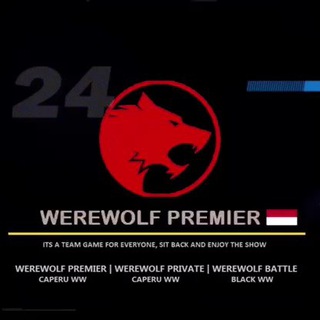 24
WEREWOLF PREMIER
ITS A TEAM GAME FOR EVERYONE, SIT BACK AND ENJOY THE SHOW
WEREWOLF PREMIER | WEREWOLF PRIVATE | WEREWOLF BATTLE
CAPERU WW CAPERU WW BLACK WW